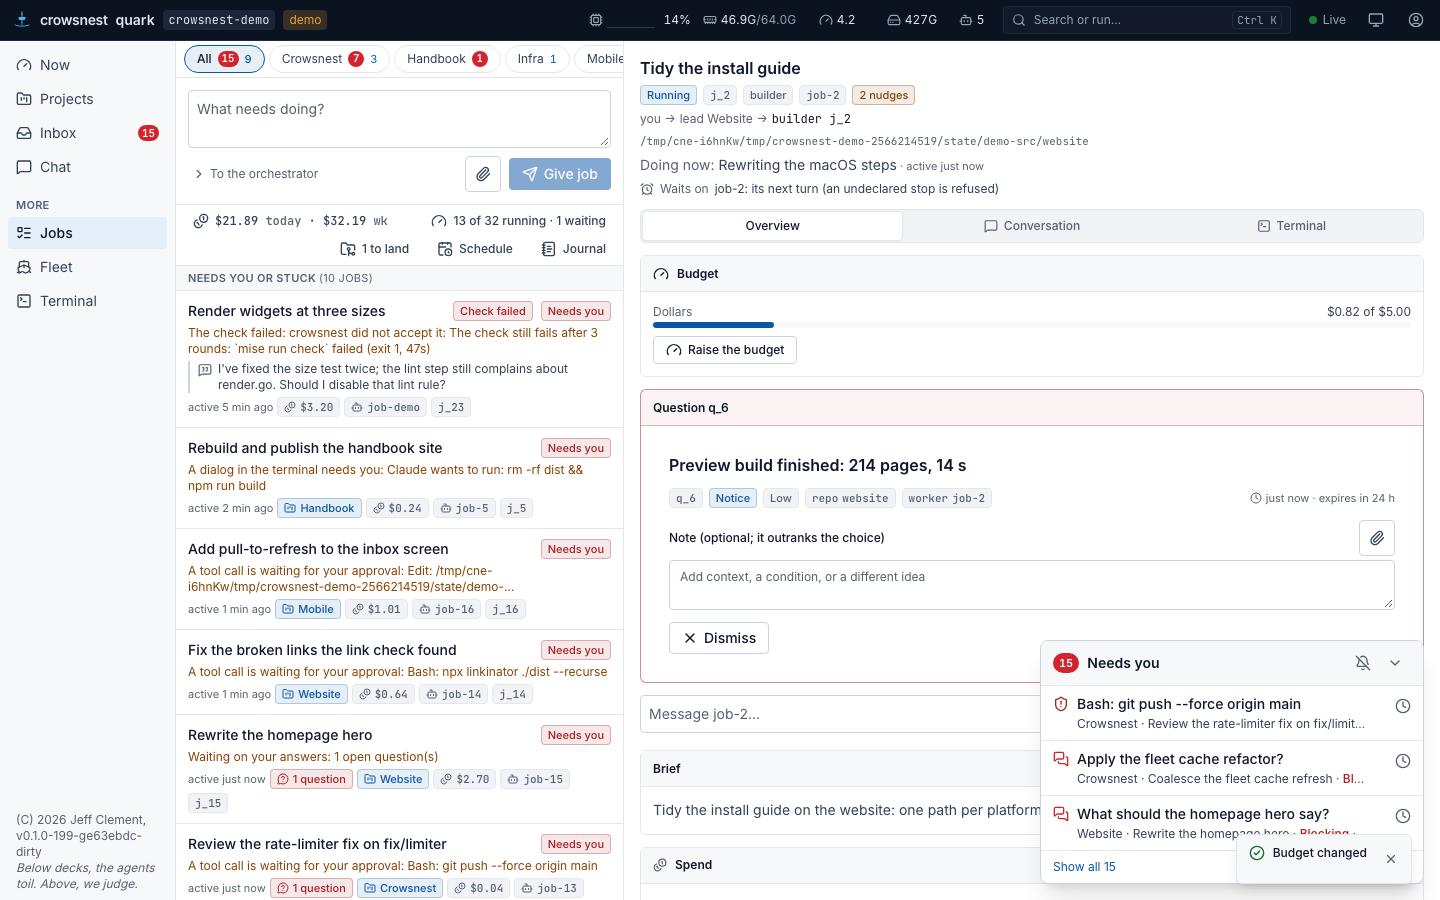 crowsnest quark crowsnest-demo demo
14% 46.9G/64.0G 4.2 427G 5
Search or run... Ctrl K
Live
Now
Projects
Inbox 15
Chat
MORE
Jobs
Fleet
Terminal
(C) 2026 Jeff Clement,
v0.1.0-199-ge63ebdc-
dirty
Below decks, the agents
toil. Above, we judge.
All 15 9 Crowsnest 7 3 Handbook 1 Infra 1 Mobile
What needs doing?
To the orchestrator
Give job
$21.89 today · $32.19 wk
13 of 32 running · 1 waiting
1 to land Schedule Journal
NEEDS YOU OR STUCK (10 JOBS)
Render widgets at three sizes Check failed Needs you
The check failed: crowsnest did not accept it: The check still fails after 3
rounds: `mise run check` failed (exit 1, 47s)
I've fixed the size test twice; the lint step still complains about
render.go. Should I disable that lint rule?
active 5 min ago $3.20 job-demo j_23
Rebuild and publish the handbook site Needs you
A dialog in the terminal needs you: Claude wants to run: rm -rf dist &&
npm run build
active 2 min ago Handbook $0.24 job-5 j_5
Add pull-to-refresh to the inbox screen Needs you
A tool call is waiting for your approval: Edit: /tmp/cne-
i6hnKw/tmp/crowsnest-demo-2566214519/state/demo-...
active 1 min ago Mobile $1.01 job-16 j_16
Fix the broken links the link check found Needs you
A tool call is waiting for your approval: Bash: npx linkinator ./dist --recurse
active 1 min ago Website $0.64 job-14 j_14
Rewrite the homepage hero Needs you
Waiting on your answers: 1 open question(s)
active just now 1 question Website $2.70 job-15
j_15
Review the rate-limiter fix on fix/limiter Needs you
A tool call is waiting for your approval: Bash: git push --force origin main
active just now 1 question Crowsnest $0.04 job-13
Tidy the install guide
Running j_2 builder job-2 2 nudges
you → lead Website → builder j_2
/tmp/cne-i6hnKw/tmp/crowsnest-demo-2566214519/state/demo-src/website
Doing now: Rewriting the macOS steps · active just now
Waits on job-2: its next turn (an undeclared stop is refused)
Overview Conversation Terminal
Budget
Dollars $0.82 of $5.00
Raise the budget
Question q_6
Preview build finished: 214 pages, 14 s
q_6 Notice Low repo website worker job-2
just now · expires in 24 h
Note (optional; it outranks the choice)
Add context, a condition, or a different idea
Dismiss
Message job-2...
Brief
Tidy the install guide on the website: one path per platform
Spend
15 Needs you
Bash: git push --force origin main
Crowsnest · Review the rate-limiter fix on fix/limit...
Apply the fleet cache refactor?
Crowsnest · Coalesce the fleet cache refresh · Bl...
What should the homepage hero say?
Website · Rewrite the homepage hero · Blocking ·
Show all 15
Budget changed